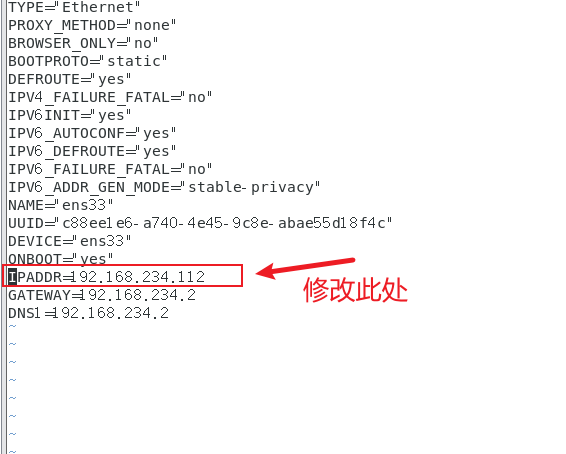 TYPE="Ethernet"
PROXY_METHOD="none"
BROWSER_ONLY="no"
BOOTPROTO="static"
DEFROUTE="yes"
IPV4_FAILURE_FATAL="no"
IPV6INIT="yes"
IPV6_AUTOCONF="yes"
IPV6_DEFROUTE="yes"
IPV6_FAILURE_FATAL="no"
IPV6_ADDR_GEN_MODE="stable-privacy"
NAME="ens33"
UUID="c88ee1e6-a740-4e45-9c8e-abae55d18f4c"
DEVICE="ens33"
ONBOOT="yes"
IPADDR=192.168.234.112
修改此处
GATEWAY=192.168.234.2
DNS1=192.168.234.2
~
~
~
~
~
~
~
~